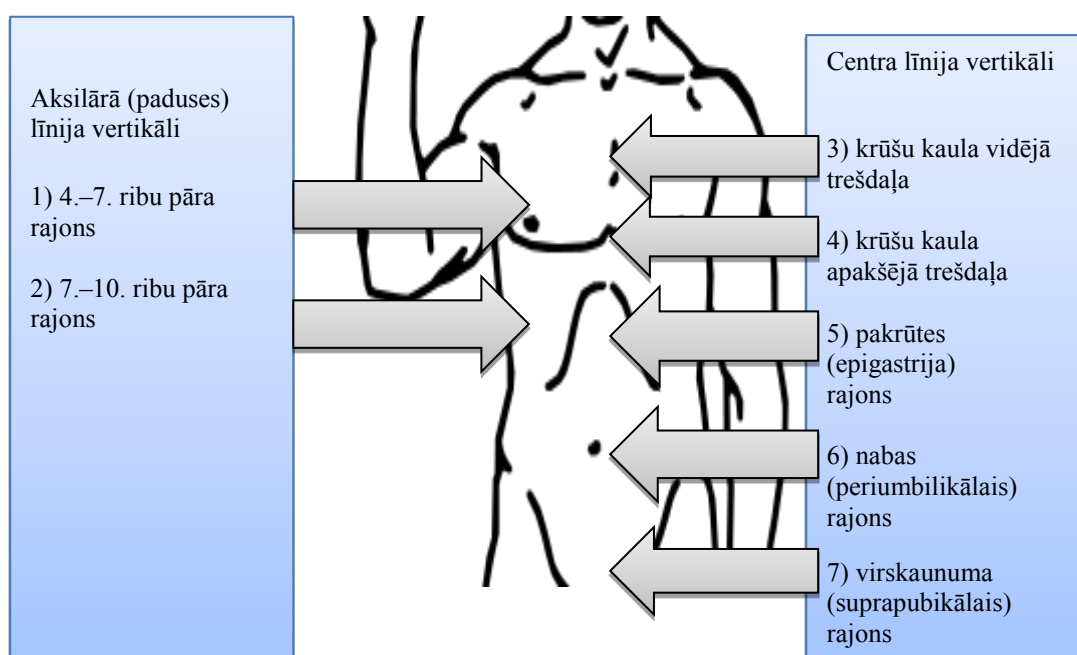 Aksilārā (paduses)
līnija vertikāli
1) 4.–7. ribu pāra
rajons
2) 7.–10. ribu pāra
rajons
Centra līnija vertikāli
3) krūšu kaula vidējā
trešdaļa
4) krūšu kaula
apakšējā trešdaļa
5) pakrūtes
(epigastrija)
rajons
6) nabas
(periumbilikālais)
rajons
7) virskaunuma
(suprapubikālais)
rajons